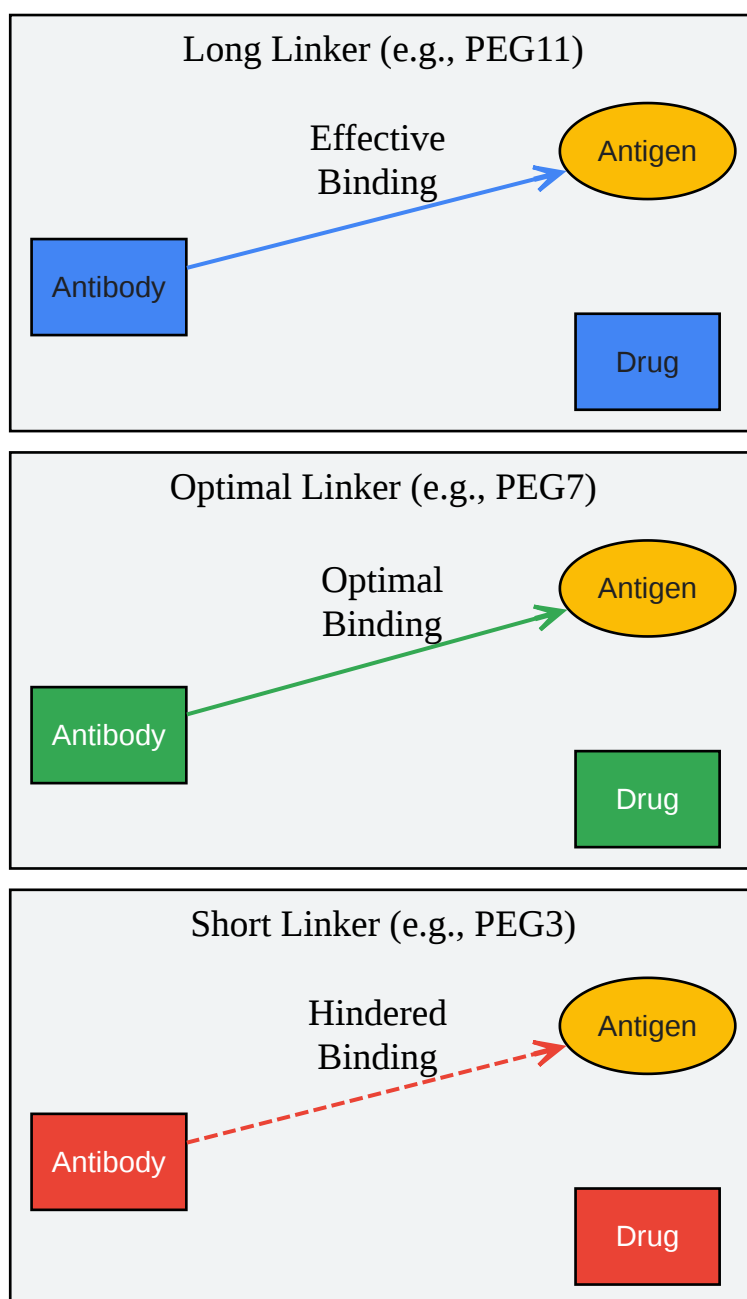 Long Linker (e.g., PEG11)
Effective
Binding
Antigen
Antibody
Drug
Optimal Linker (e.g., PEG7)
Optimal
Binding
Antigen
Antibody
Drug
Short Linker (e.g., PEG3)
Hindered
Binding
Antigen
Antibody
Drug